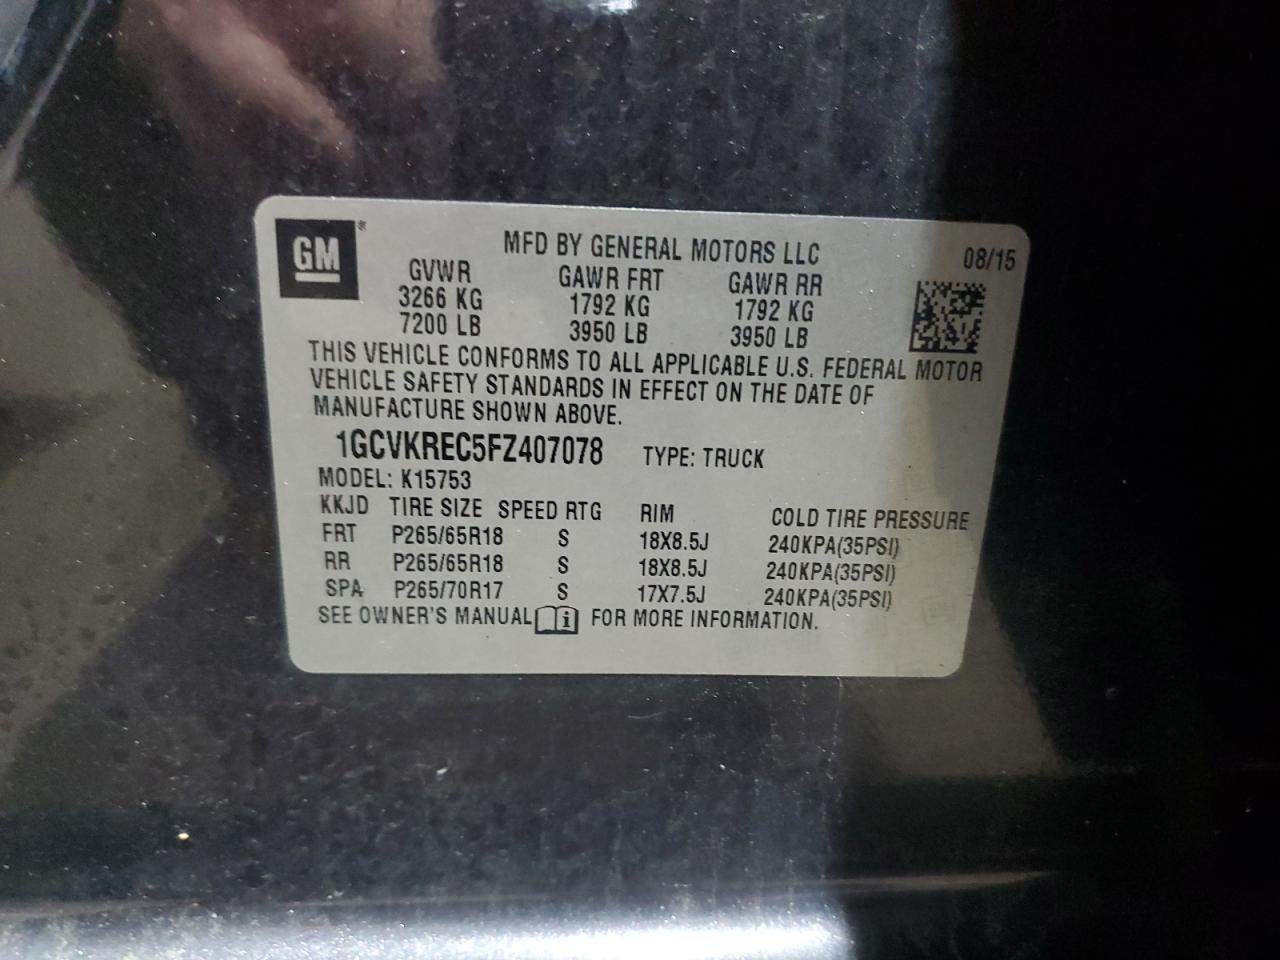 GM
MFD BY GENERAL MOTORS LLC 08/15
GVWR GAWR FRT GAWR RR
3266 KG 1792 KG 1792 KG
7200 LB 3950 LB 3950 LB
THIS VEHICLE CONFORMS TO ALL APPLICABLE U.S. FEDERAL MOTOR
VEHICLE SAFETY STANDARDS IN EFFECT ON THE DATE OF
MANUFACTURE SHOWN ABOVE.
1GCVKREC5FZ407078 TYPE: TRUCK
MODEL: K15753
KKJD TIRE SIZE SPEED RTG RIM COLD TIRE PRESSURE
FRT P265/65R18 S 18X8.5J 240KPA(35PSI)
RR P265/65R18 S 18X8.5J 240KPA(35PSI)
SPA P265/70R17 S 17X7.5J 240KPA(35PSI)
SEE OWNER'S MANUAL i FOR MORE INFORMATION.